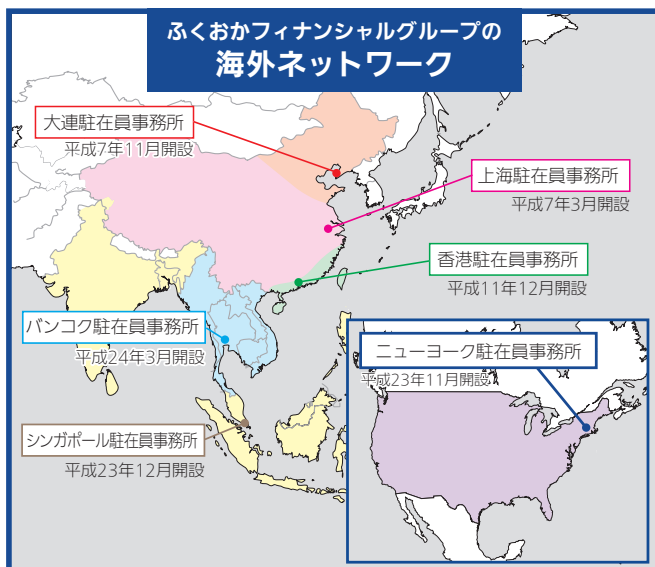 ふくおかフィナンシャルグループの
海外ネットワーク
大連駐在員事務所
平成7年11月開設
上海駐在員事務所
平成7年3月開設
香港駐在員事務所
平成11年12月開設
バンコク駐在員事務所
平成24年3月開設
ニューヨーク駐在員事務所
平成23年11月開設
シンガポール駐在員事務所
平成23年12月開設